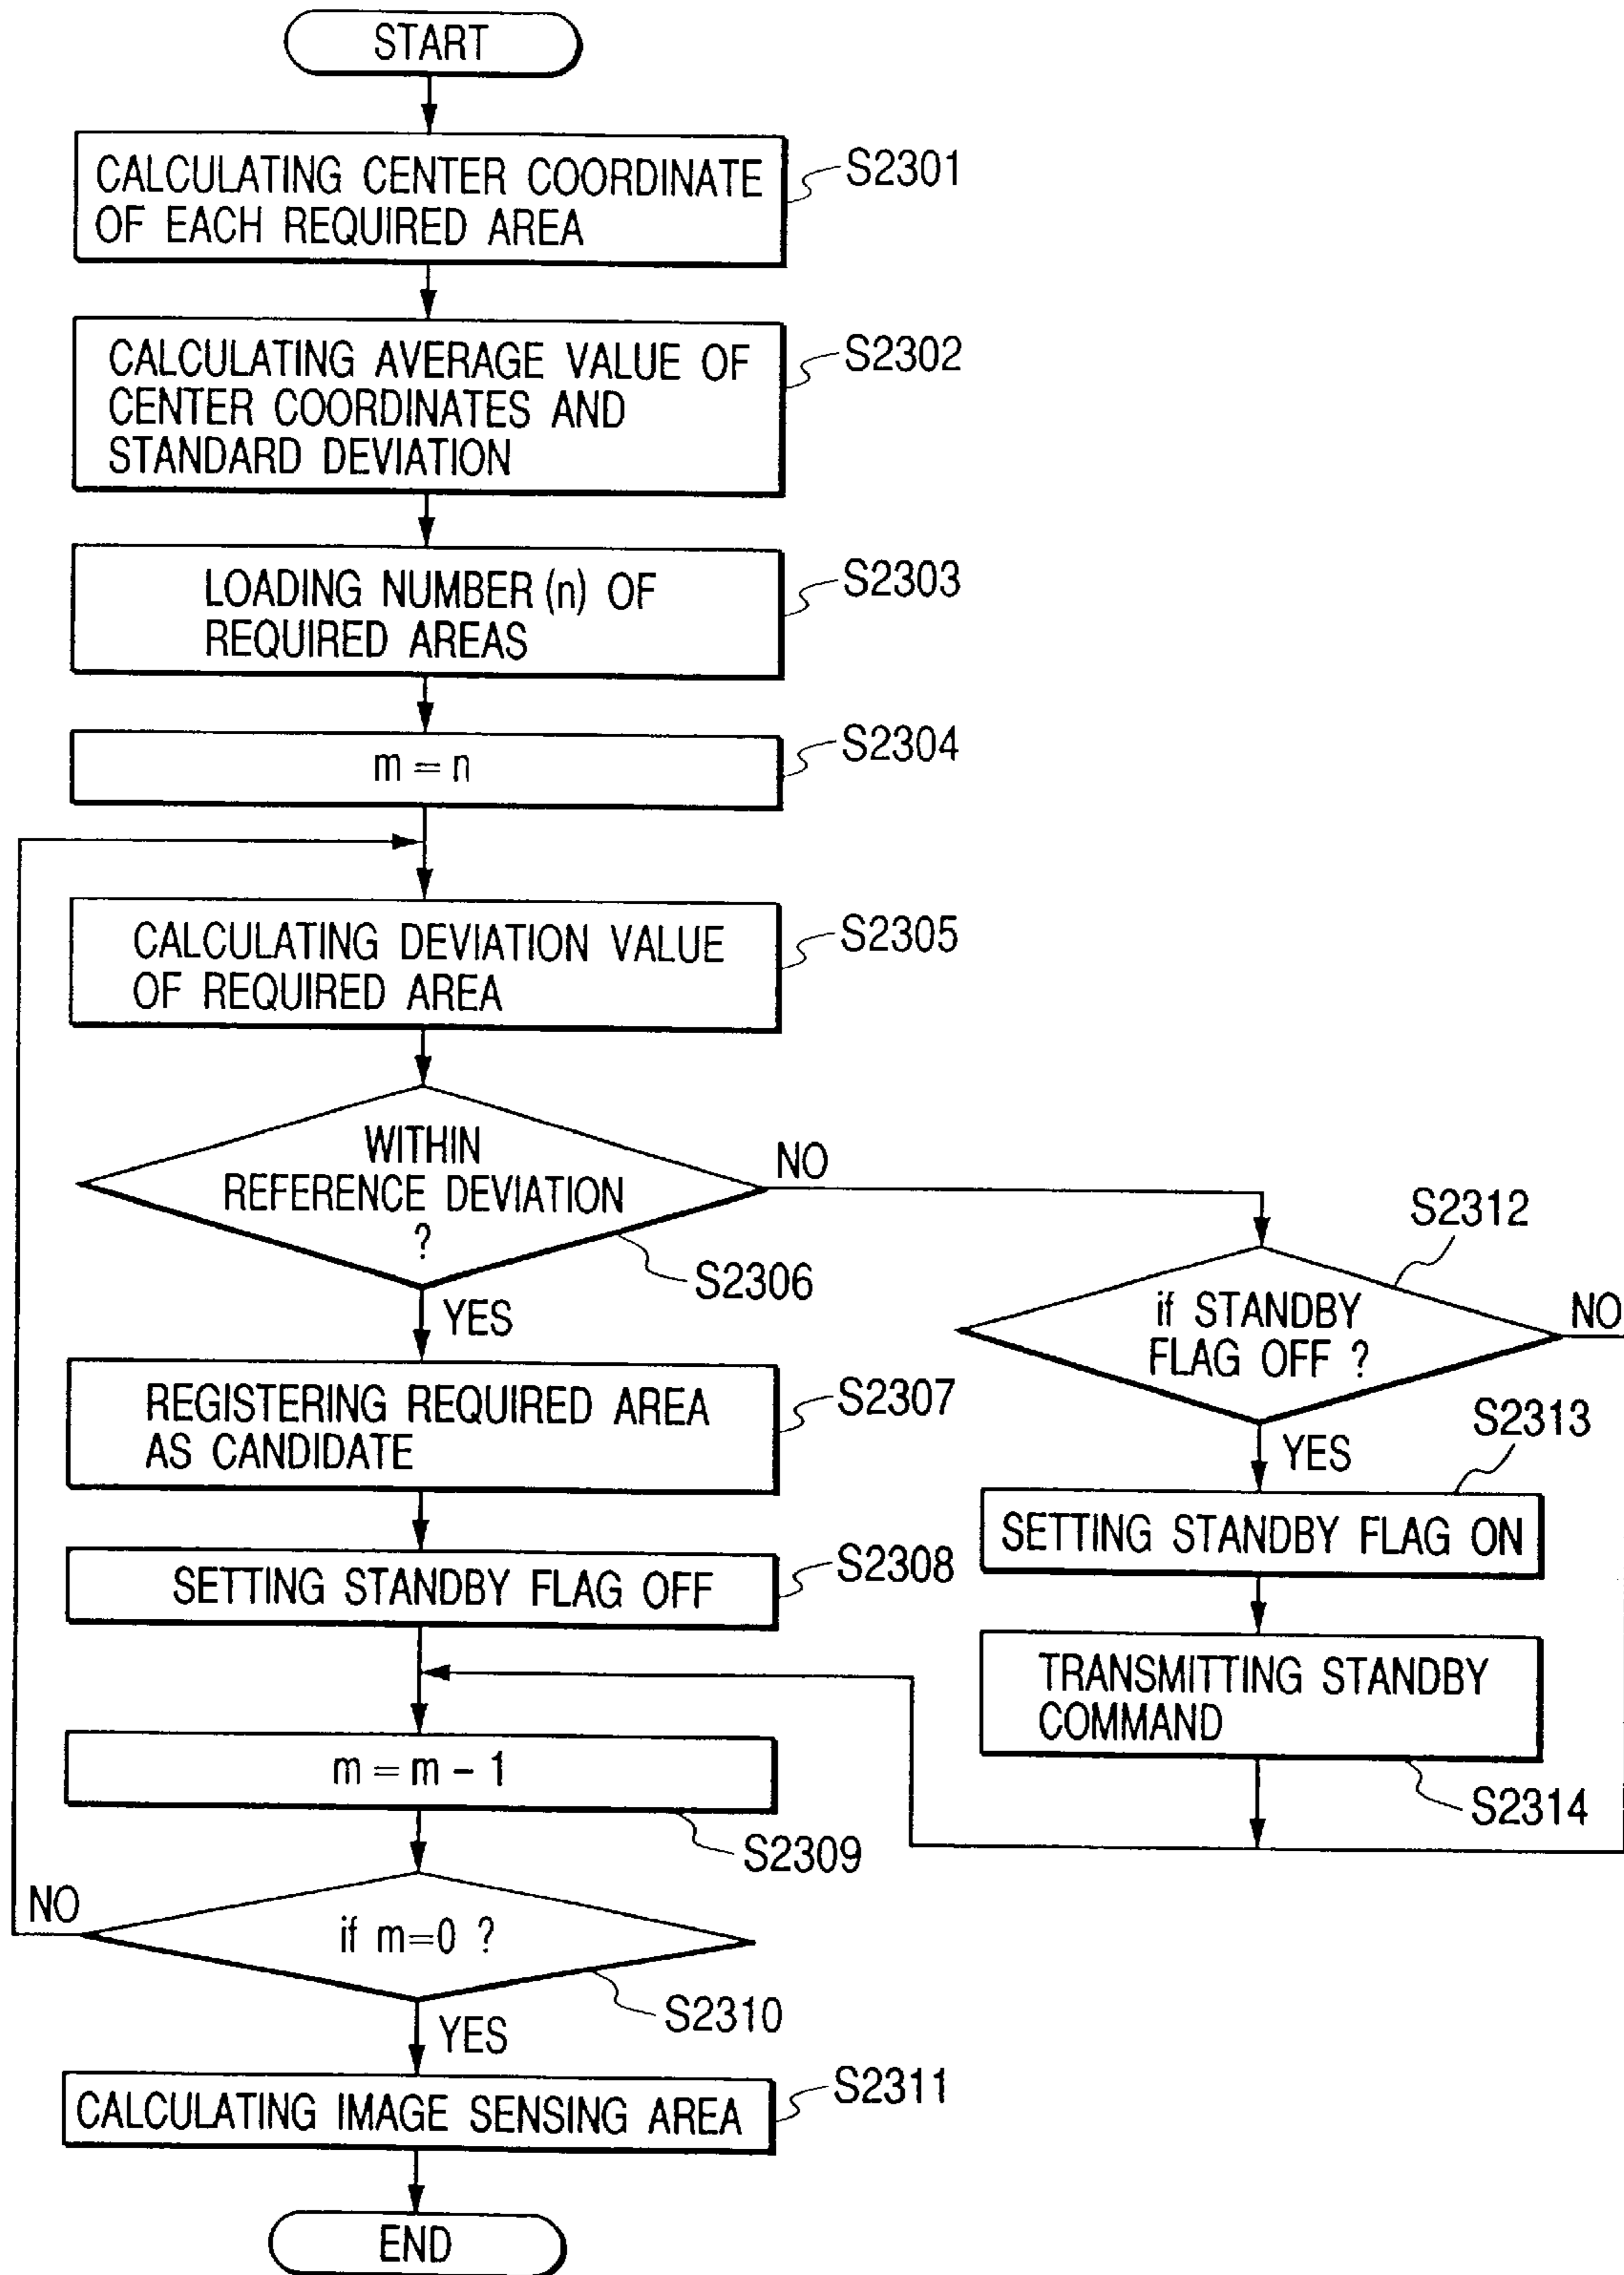 START
CALCULATING CENTER COORDINATE
OF EACH REQUIRED AREA
S2301
CALCULATING AVERAGE VALUE OF
CENTER COORDINATES AND
STANDARD DEVIATION
S2302
LOADING NUMBER (n) OF
REQUIRED AREAS
S2303
m = n
S2304
CALCULATING DEVIATION VALUE
OF REQUIRED AREA
S2305
WITHIN
REFERENCE DEVIATION
?
NO
S2306
YES
REGISTERING REQUIRED AREA
AS CANDIDATE
S2307
SETTING STANDBY FLAG OFF
S2308
m = m - 1
S2309
if m=0 ?
NO
S2310
YES
CALCULATING IMAGE SENSING AREA
S2311
END
S2312
if STANDBY
FLAG OFF ?
NO
YES
S2313
SETTING STANDBY FLAG ON
TRANSMITTING STANDBY
COMMAND
S2314